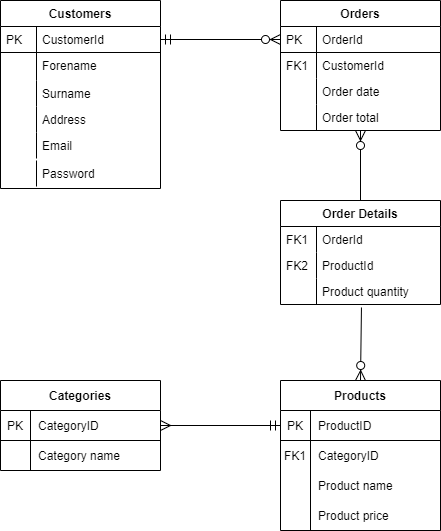 Customers
PK CustomerId
Forename
Surname
Address
Email
Password
Orders
PK OrderId
FK1 CustomerId
Order date
Order total
Order Details
FK1 OrderId
FK2 ProductId
Product quantity
Categories
PK CategoryID
Category name
Products
PK ProductID
FK1 CategoryID
Product name
Product price